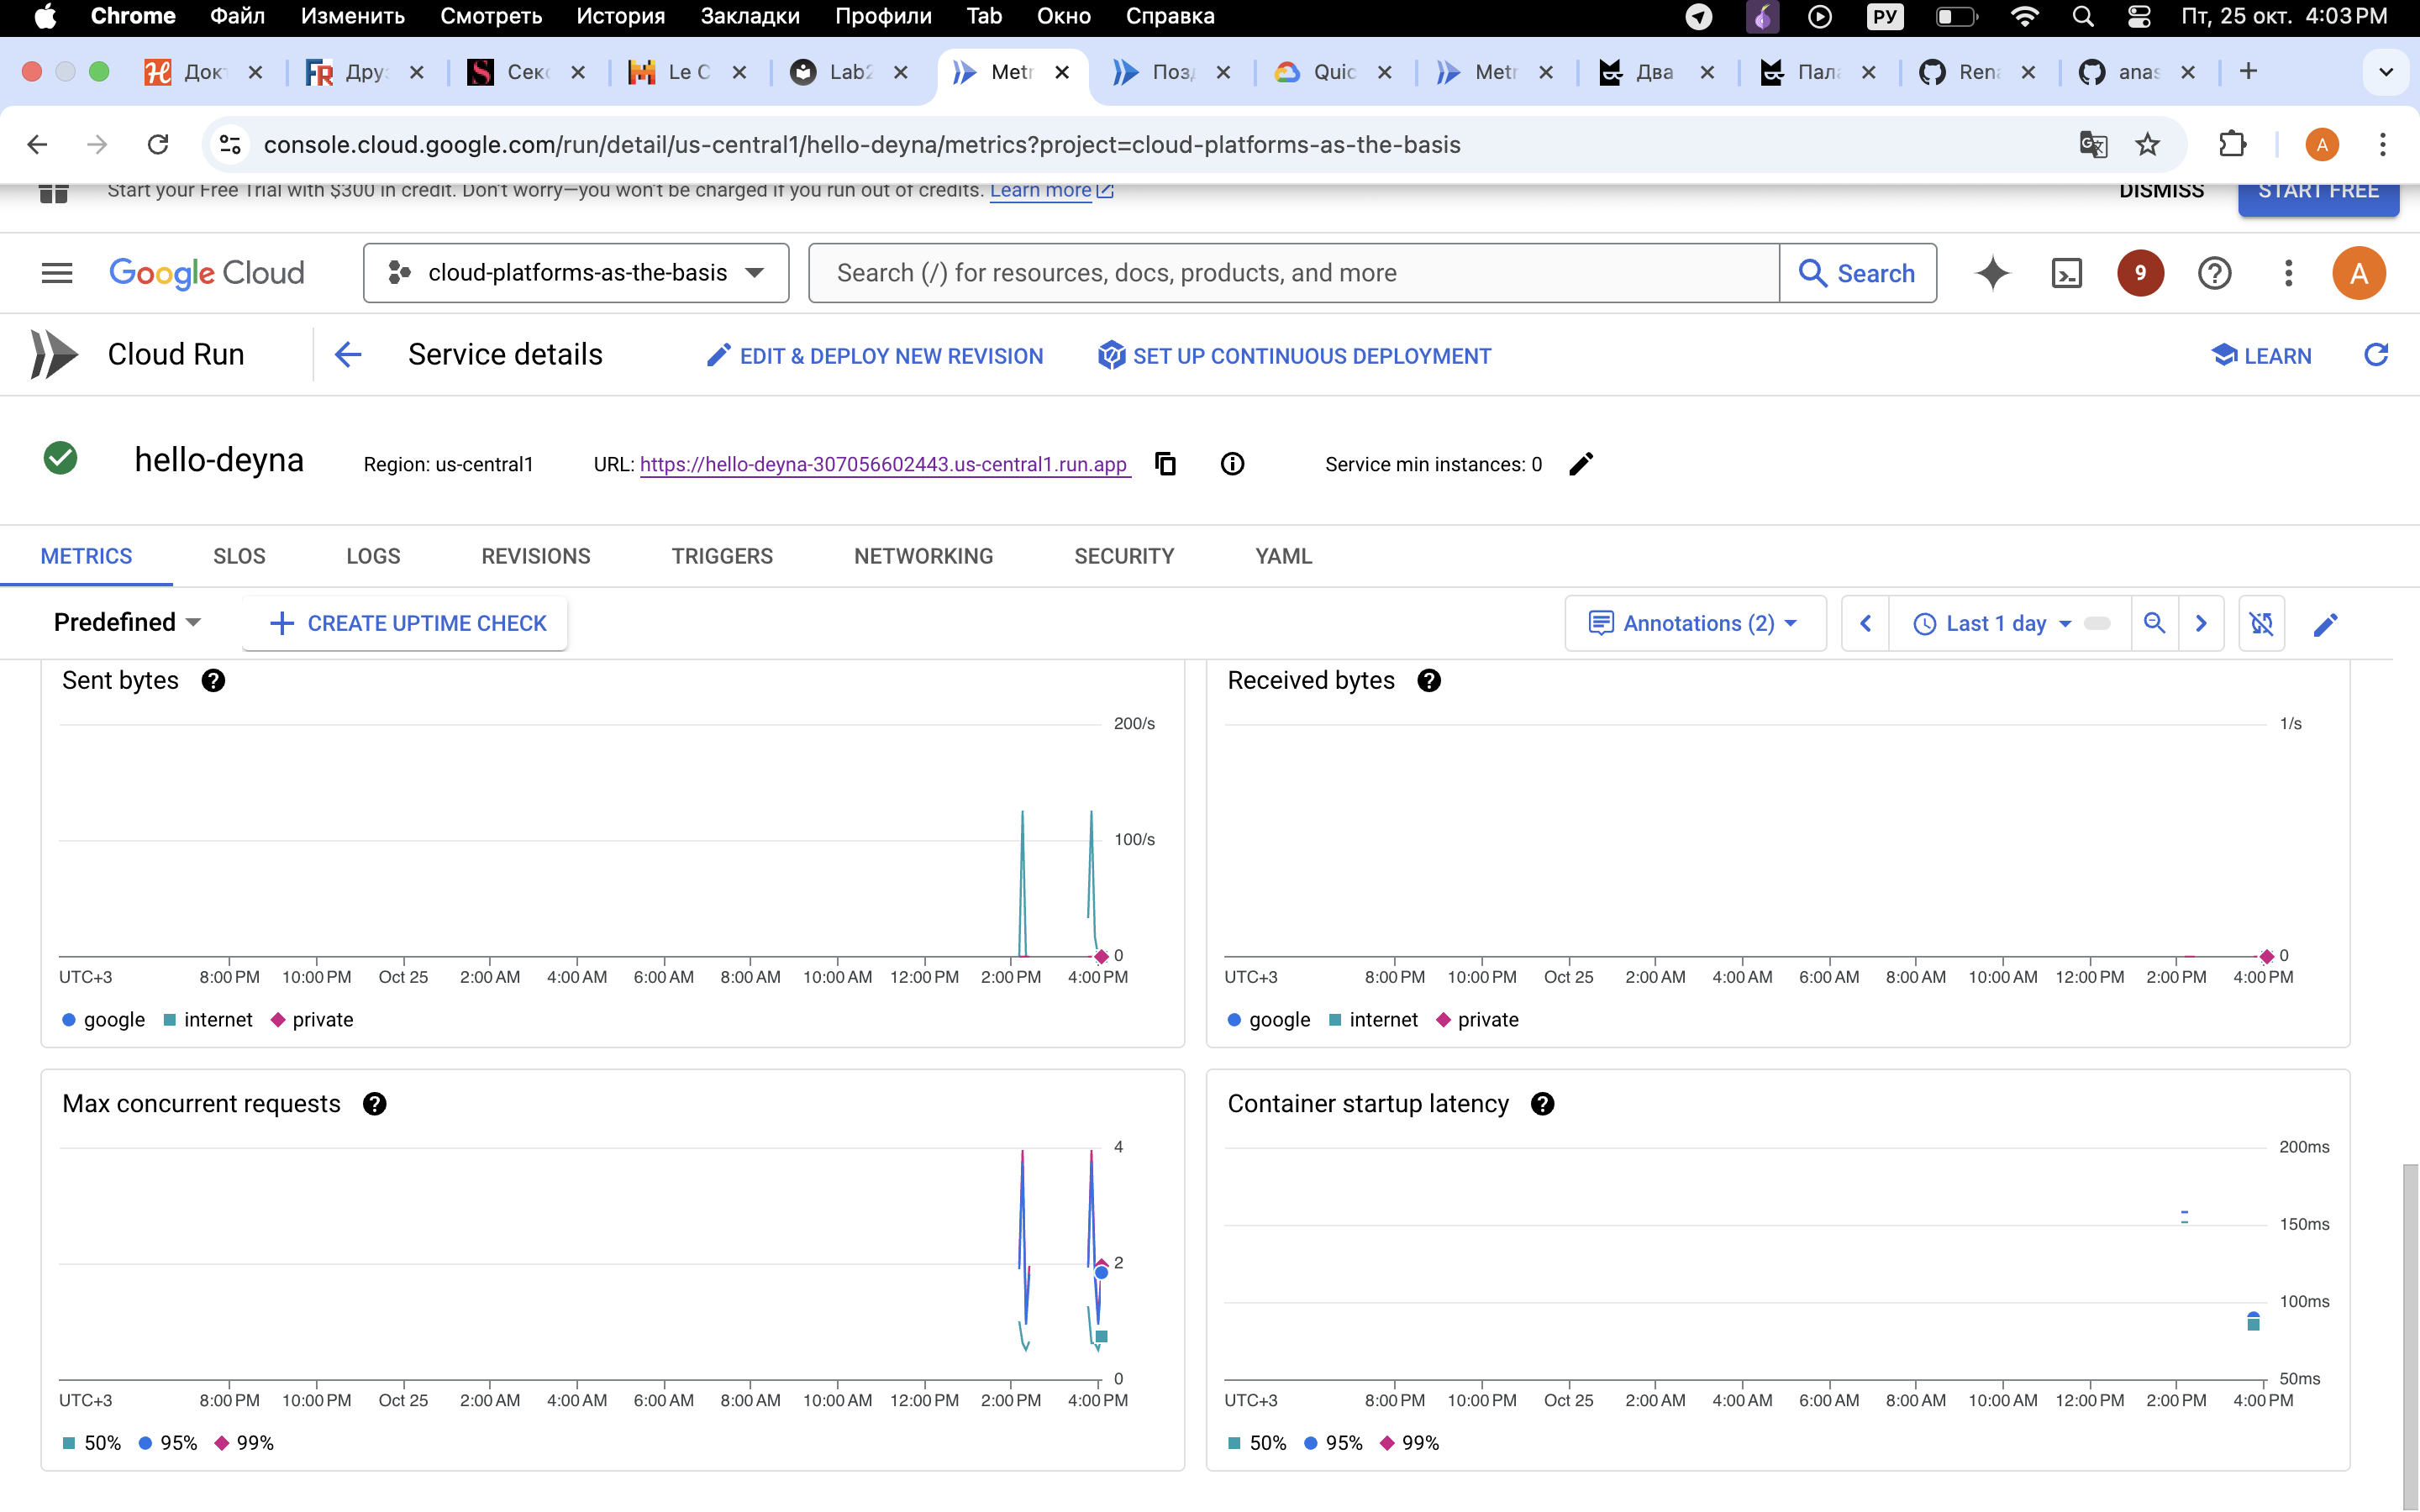 Chrome Файл Изменить Смотреть История Закладки Профили Tab Окно Справка РУ Пт, 25 окт. 4:03 PM
Док Дру Сек Le C Lab2 Metr Поз Quic Metr Два Пал Ren anas
console.cloud.google.com/run/detail/us-central1/hello-deyna/metrics?project=cloud-platforms-as-the-basis A
Start your Free Trial with $300 in credit. Don't worry—you won't be charged if you run out of credits. Learn more DISMISS START FREE
Google Cloud cloud-platforms-as-the-basis Search (/) for resources, docs, products, and more Search 9 A
Cloud Run Service details EDIT & DEPLOY NEW REVISION SET UP CONTINUOUS DEPLOYMENT LEARN
hello-deyna Region: us-central1 URL: https://hello-deyna-307056602443.us-central1.run.app Service min instances: 0
METRICS SLOS LOGS REVISIONS TRIGGERS NETWORKING SECURITY YAML
Predefined CREATE UPTIME CHECK Annotations (2) Last 1 day
Sent bytes
200/s
100/s
0
UTC+3 8:00 PM 10:00 PM Oct 25 2:00 AM 4:00 AM 6:00 AM 8:00 AM 10:00 AM 12:00 PM 2:00 PM 4:00 PM
google internet private
Received bytes
1/s
0
UTC+3 8:00 PM 10:00 PM Oct 25 2:00 AM 4:00 AM 6:00 AM 8:00 AM 10:00 AM 12:00 PM 2:00 PM 4:00 PM
google internet private
Max concurrent requests
4
2
0
UTC+3 8:00 PM 10:00 PM Oct 25 2:00 AM 4:00 AM 6:00 AM 8:00 AM 10:00 AM 12:00 PM 2:00 PM 4:00 PM
50% 95% 99%
Container startup latency
200ms
150ms
100ms
50ms
UTC+3 8:00 PM 10:00 PM Oct 25 2:00 AM 4:00 AM 6:00 AM 8:00 AM 10:00 AM 12:00 PM 2:00 PM 4:00 PM
50% 95% 99%